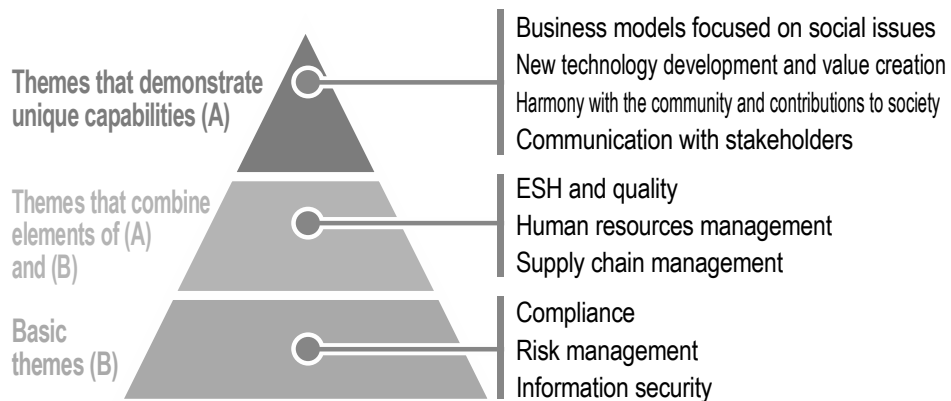 Themes that demonstrate
unique capabilities (A)
Business models focused on social issues
New technology development and value creation
Harmony with the community and contributions to society
Communication with stakeholders
Themes that combine
elements of (A)
and (B)
ESH and quality
Human resources management
Supply chain management
Basic
themes (B)
Compliance
Risk management
Information security